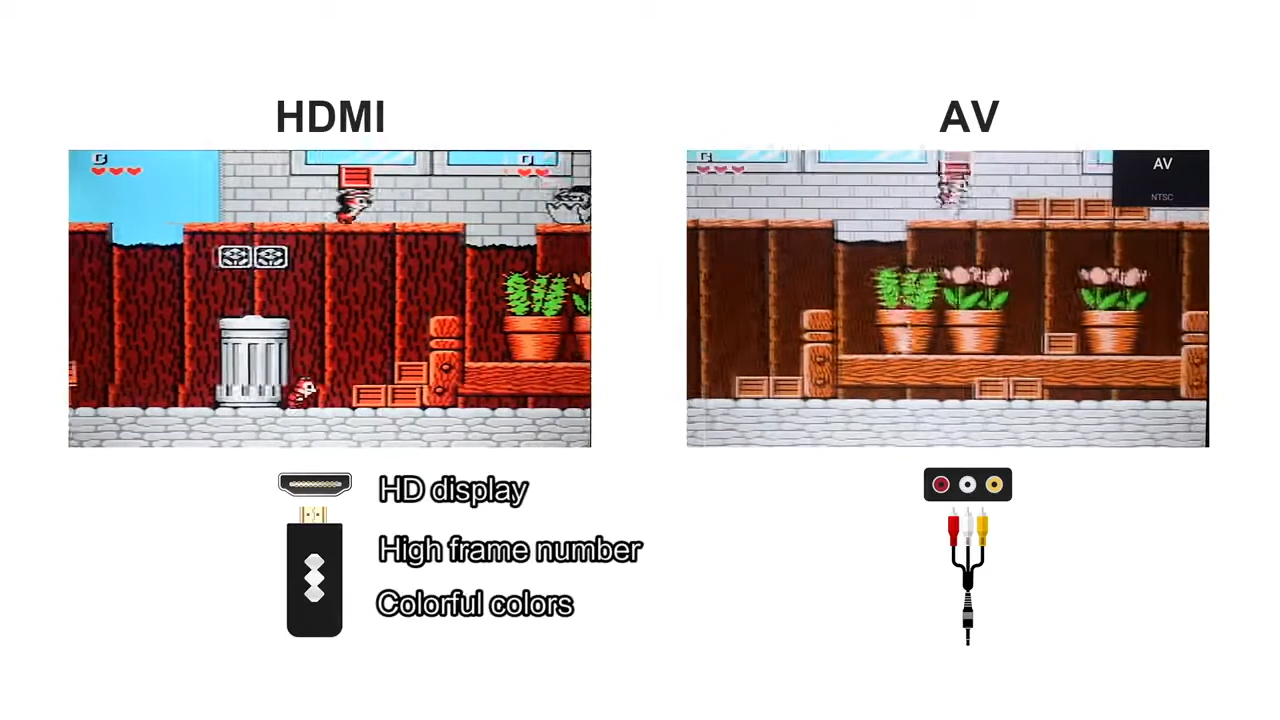 HDMI
AV
AV
NTSC
HD display
High frame number
Colorful colors